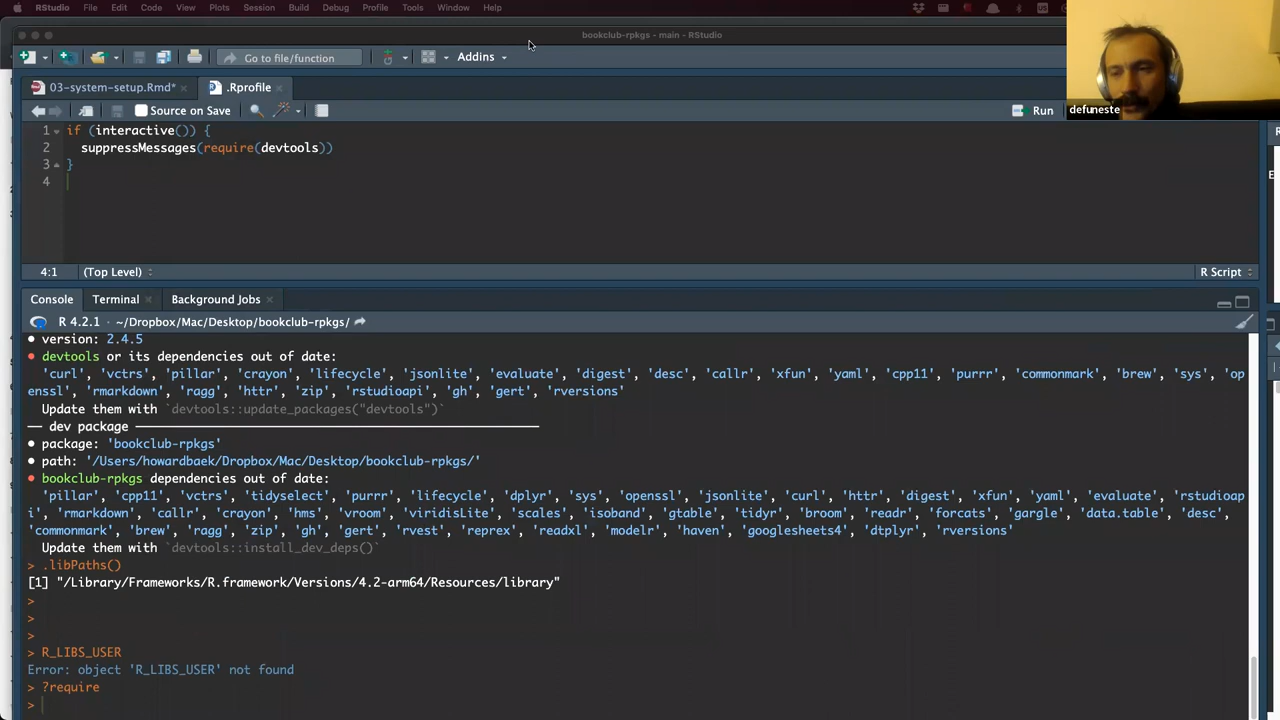 RStudio File Edit Code View Plots Session Build Debug Profile Tools Window Help
bookclub-rpkgs - main - RStudio
Go to file/function
Addins
03-system-setup.Rmd*
.Rprofile
Source on Save
Run
defuneste
1 if (interactive()) {
2 suppressMessages(require(devtools))
3 }
4
4:1 (Top Level)
R Script
Console Terminal Background Jobs
R 4.2.1 · ~/Dropbox/Mac/Desktop/bookclub-rpkgs/
• version: 2.4.5
• devtools or its dependencies out of date:
'curl', 'vctrs', 'pillar', 'crayon', 'lifecycle', 'jsonlite', 'evaluate', 'digest', 'desc', 'callr', 'xfun', 'yaml', 'cpp11', 'purrr', 'commonmark', 'brew', 'sys', 'op
enssl', 'rmarkdown', 'ragg', 'httr', 'zip', 'rstudioapi', 'gh', 'gert', 'rversions'
Update them with `devtools::update_packages("devtools")`
── dev package ──
• package: 'bookclub-rpkgs'
• path: '/Users/howardbaek/Dropbox/Mac/Desktop/bookclub-rpkgs/'
• bookclub-rpkgs dependencies out of date:
'pillar', 'cpp11', 'vctrs', 'tidyselect', 'purrr', 'lifecycle', 'dplyr', 'sys', 'openssl', 'jsonlite', 'curl', 'httr', 'digest', 'xfun', 'yaml', 'evaluate', 'rstudioap
i', 'rmarkdown', 'callr', 'crayon', 'hms', 'vroom', 'viridisLite', 'scales', 'isoband', 'gtable', 'tidyr', 'broom', 'readr', 'forcats', 'gargle', 'data.table', 'desc',
'commonmark', 'brew', 'ragg', 'zip', 'gh', 'gert', 'rvest', 'reprex', 'readxl', 'modelr', 'haven', 'googlesheets4', 'dtplyr', 'rversions'
Update them with `devtools::install_dev_deps()`
> .libPaths()
[1] "/Library/Frameworks/R.framework/Versions/4.2-arm64/Resources/library"
>
>
>
> R_LIBS_USER
Error: object 'R_LIBS_USER' not found
> ?require
>